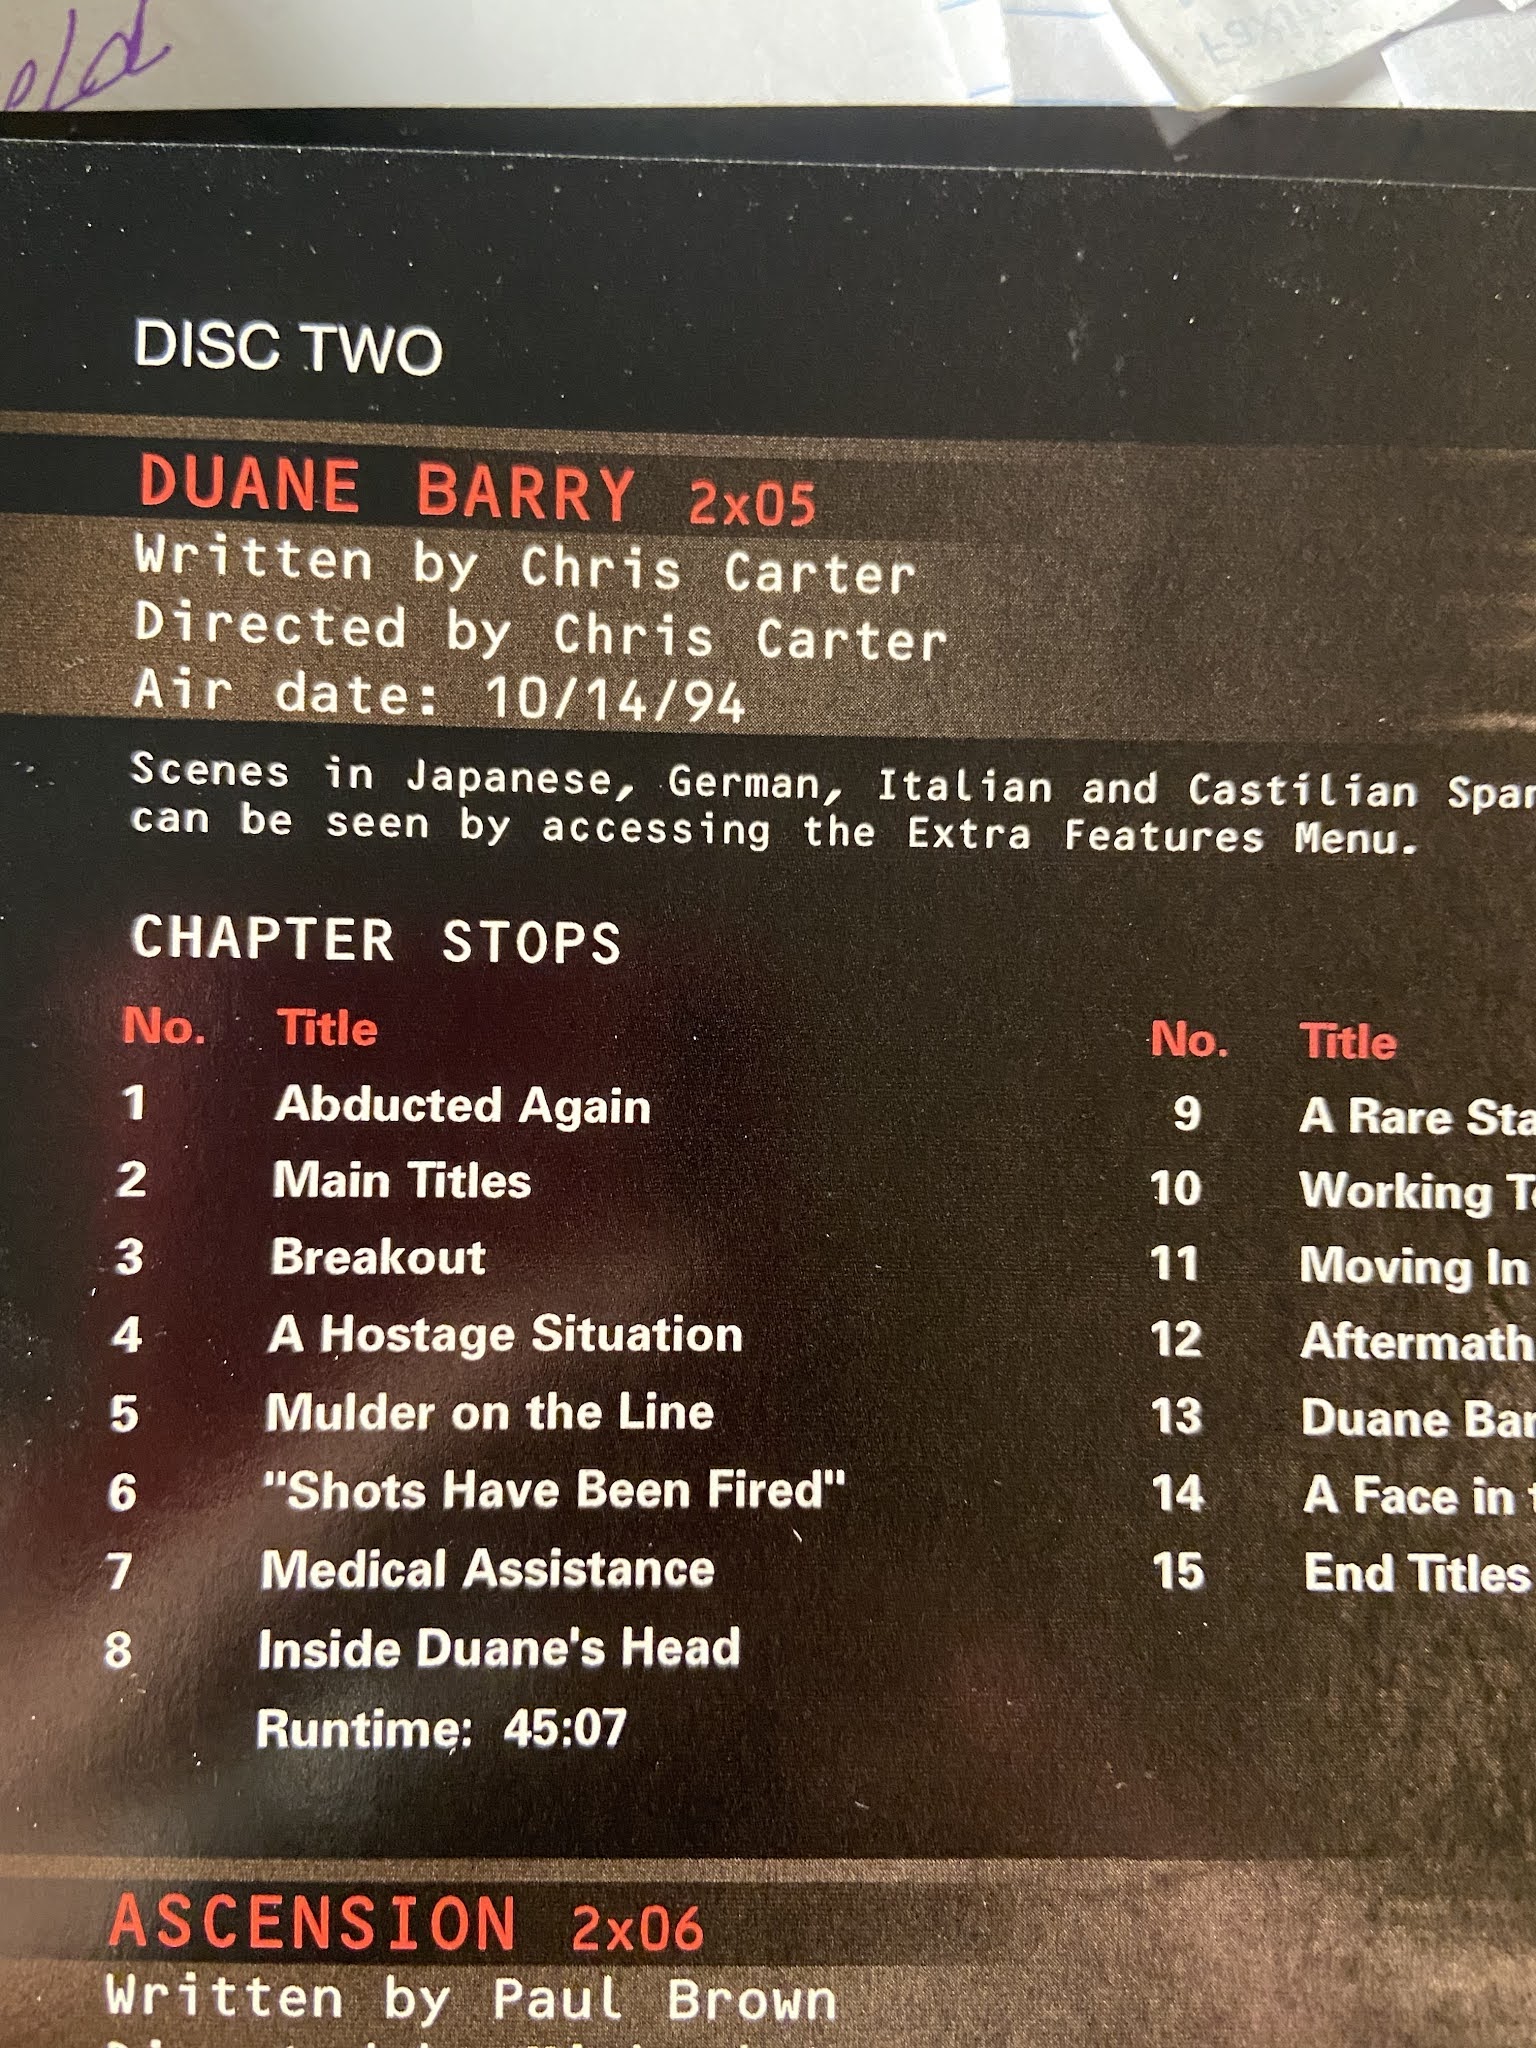 eld
DISC TWO
DUANE BARRY 2x05
Written by Chris Carter
Directed by Chris Carter
Air date: 10/14/94
Scenes in Japanese, German, Italian and Castilian Span
can be seen by accessing the Extra Features Menu.
CHAPTER STOPS
No. Title
1 Abducted Again
2 Main Titles
3 Breakout
4 A Hostage Situation
5 Mulder on the Line
6 "Shots Have Been Fired"
7 Medical Assistance
8 Inside Duane's Head
Runtime: 45:07
No. Title
9 A Rare Sta
10 Working
11 Moving In
12 Aftermath
13 Duane Bar
14 A Face in
15 End Titles
ASCENSION 2x06
Written by Paul Brown